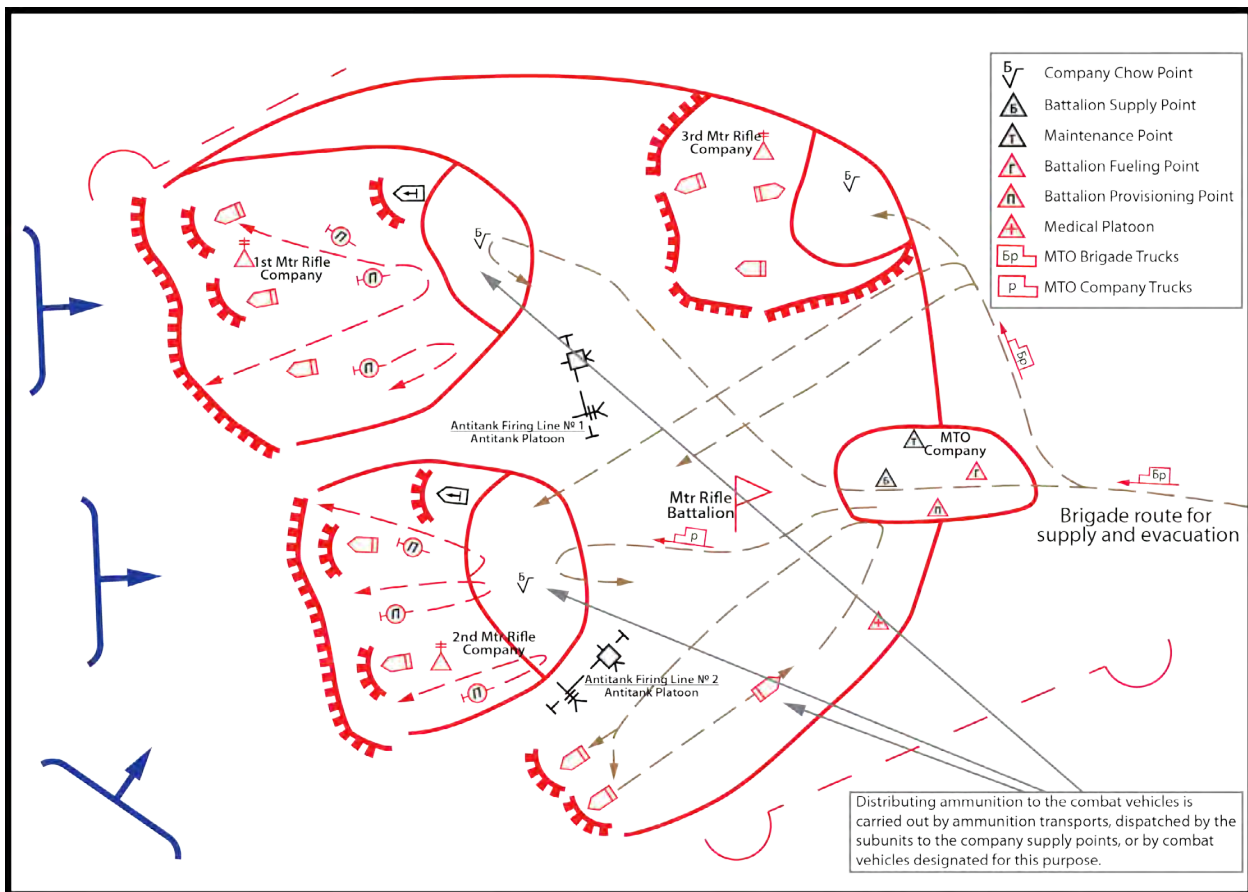 Б
Company Chow Point
Б
Battalion Supply Point
Т
Maintenance Point
Г
Battalion Fueling Point
П
Battalion Provisioning Point
Medical Platoon
Бр
MTO Brigade Trucks
р
MTO Company Trucks
3rd Mtr Rifle
Company
Б
Т
Б
П
1st Mtr Rifle
Company
П
П
Antitank Firing Line № 1
Antitank Platoon
Бр
MTO
Company
Т
Б
Г
П
Бр
Brigade route for
supply and evacuation
Mtr Rifle
Battalion
р
Т
П
Б
П
2nd Mtr Rifle
Company
П
Antitank Firing Line № 2
Antitank Platoon
Distributing ammunition to the combat vehicles is
carried out by ammunition transports, dispatched by the
subunits to the company supply points, or by combat
vehicles designated for this purpose.